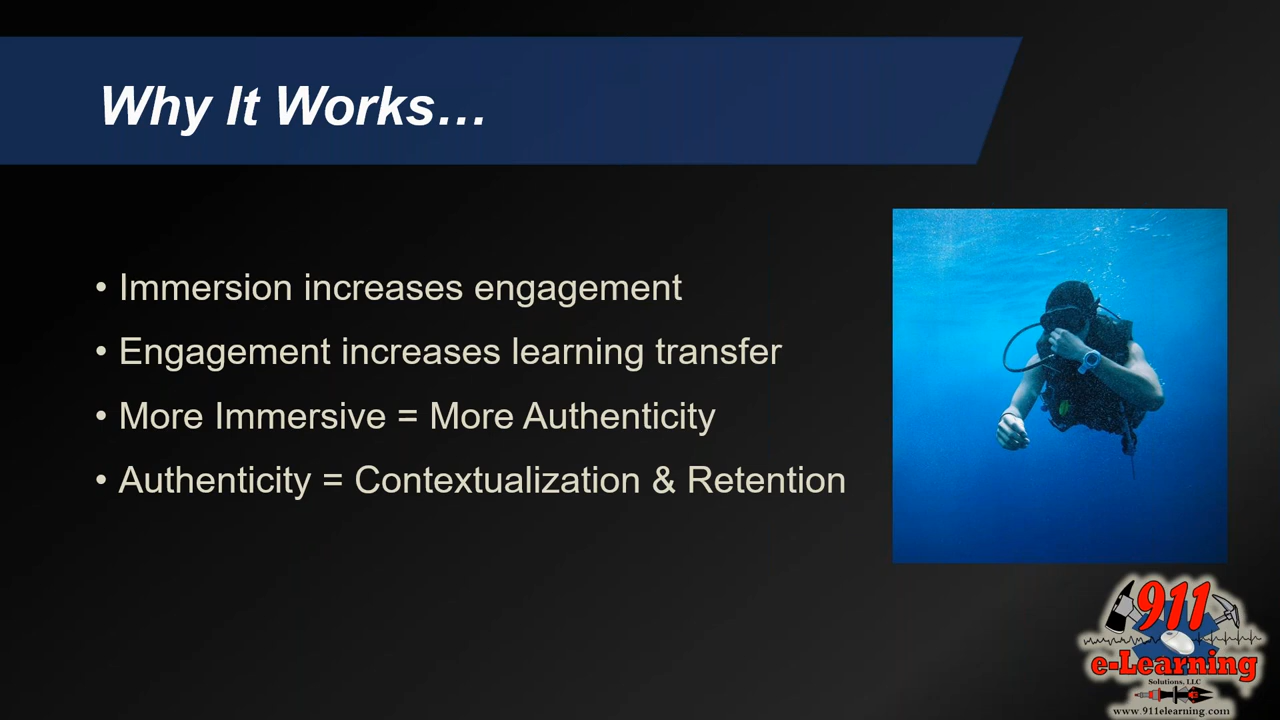 Why It Works…
• Immersion increases engagement
• Engagement increases learning transfer
• More Immersive = More Authenticity
• Authenticity = Contextualization & Retention
911
e-Learning
Solutions, LLC
www.911elearning.com